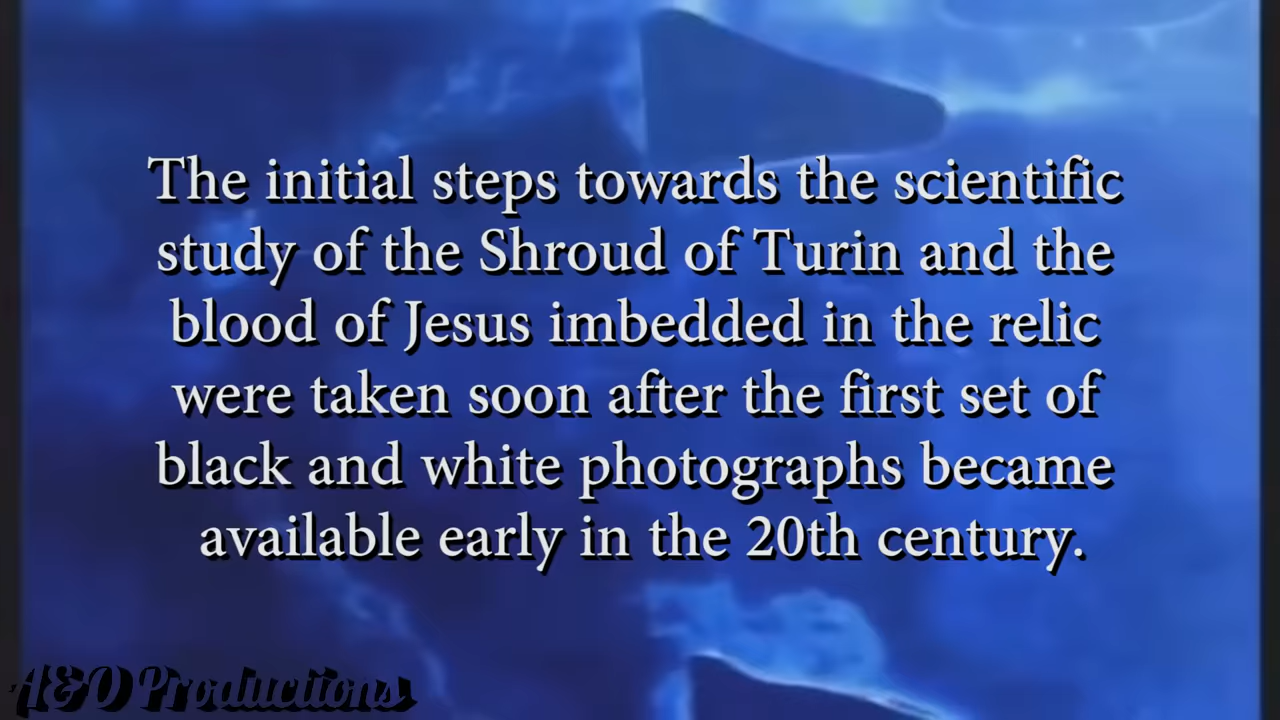 The initial steps towards the scientific
study of the Shroud of Turin and the
blood of Jesus imbedded in the relic
were taken soon after the first set of
black and white photographs became
available early in the 20th century.
A&O Productions